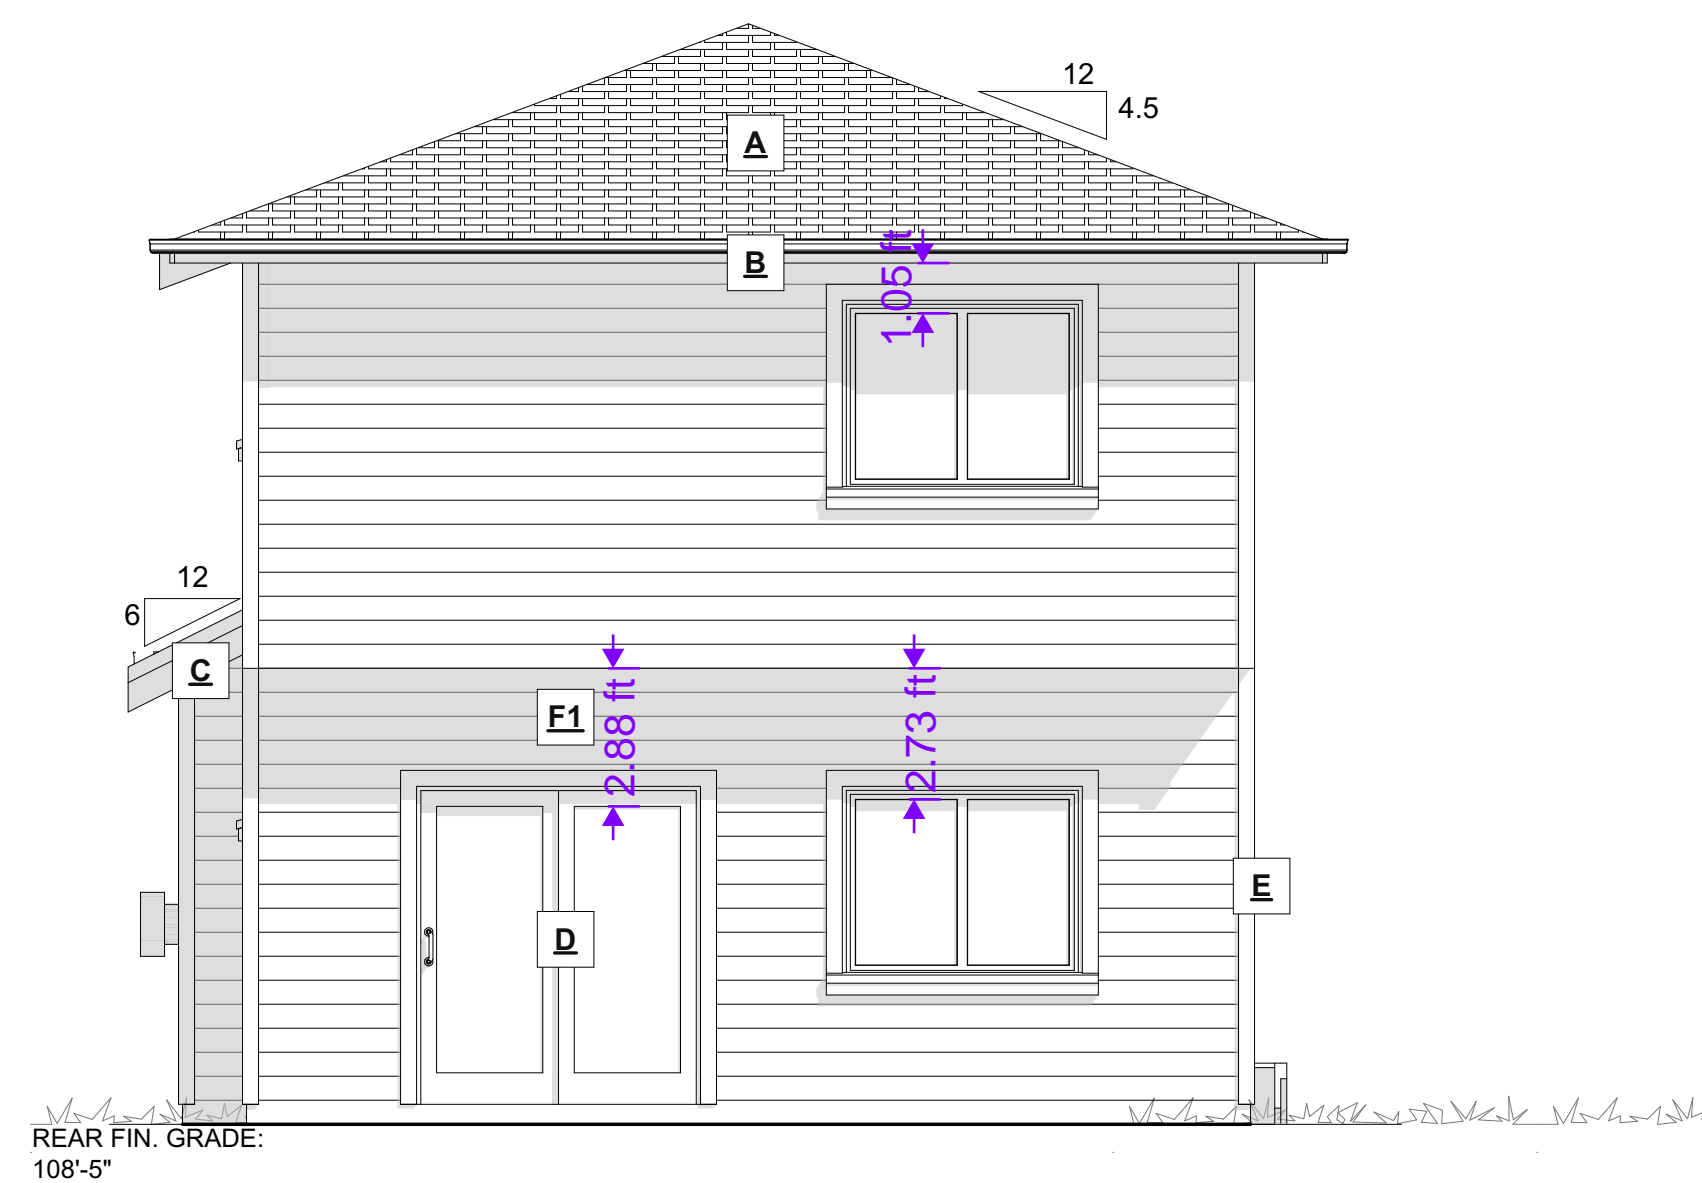 12
4.5
A
B
1.05 ft
12
6
C
F1
2.88 ft
2.73 ft
E
D
REAR FIN. GRADE:
108'-5"